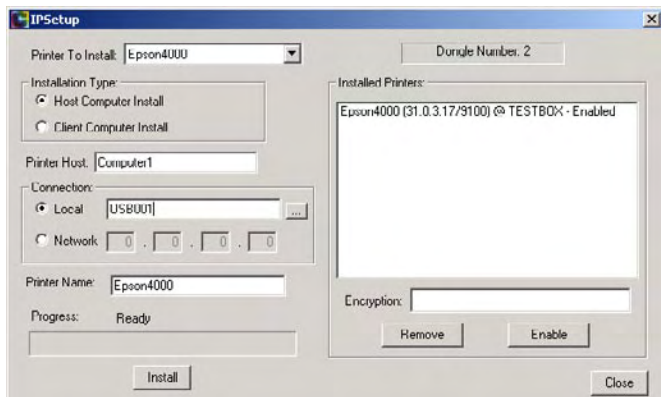 IPSetup
Printer To Install: Epson4000
Dongle Number: 2
Installation Type:
Host Computer Install
Client Computer Install
Printer Host: Computer1
Connection:
Local USB001 ...
Network 0 . 0 . 0 . 0
Printer Name: Epson4000
Progress: Ready
Install
Installed Printers:
Epson4000 (31.0.3.17/9100) @ TESTBOX - Enabled
Encryption:
Remove Enable
Close